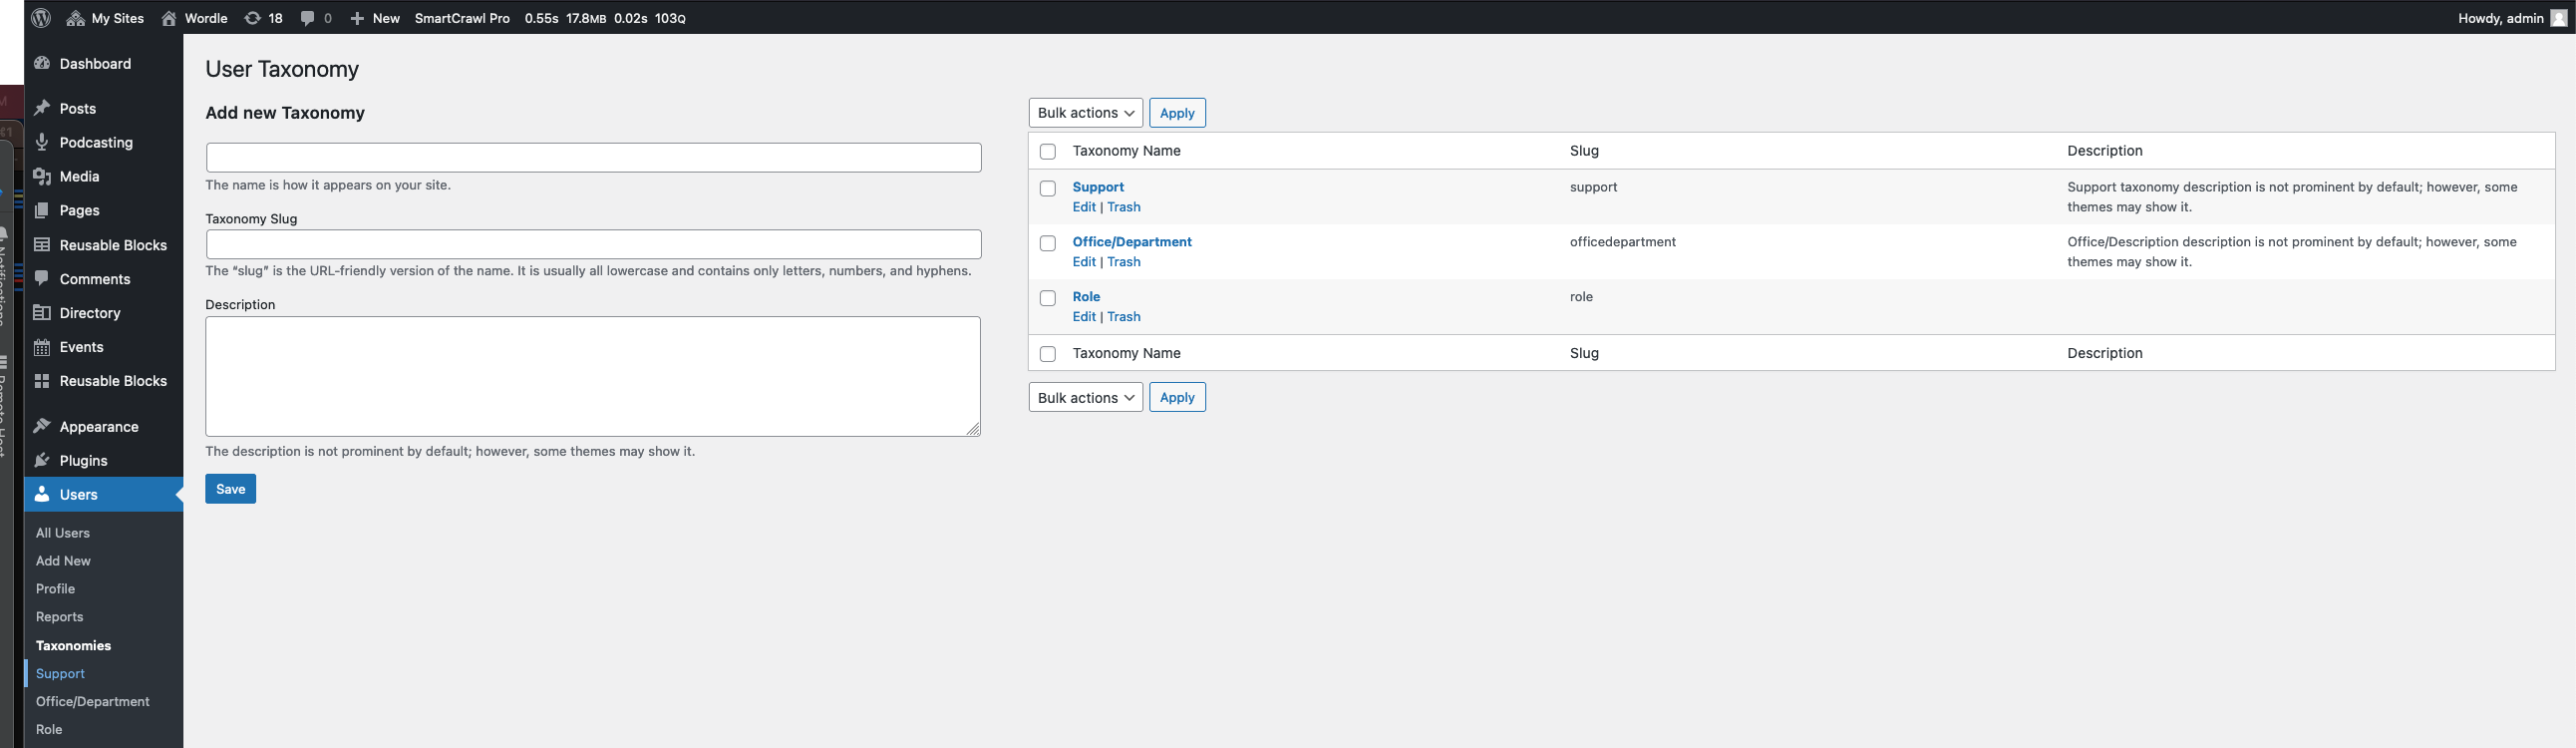 My Sites Wordle 18 0 New SmartCrawl Pro 0.55s 17.8MB 0.02s 103Q Howdy, admin
Dashboard
Posts
Podcasting
Media
Pages
Reusable Blocks
Comments
Directory
Events
Reusable Blocks
Appearance
Plugins
Users
All Users
Add New
Profile
Reports
Taxonomies
Support
Office/Department
Role
User Taxonomy
Add new Taxonomy
The name is how it appears on your site.
Taxonomy Slug
The “slug” is the URL-friendly version of the name. It is usually all lowercase and contains only letters, numbers, and hyphens.
Description
The description is not prominent by default; however, some themes may show it.
Save
Bulk actions Apply
Taxonomy Name Slug Description
Support support Support taxonomy description is not prominent by default; however, some
Edit | Trash themes may show it.
Office/Department officedepartment Office/Description description is not prominent by default; however, some
Edit | Trash themes may show it.
Role role
Edit | Trash
Taxonomy Name Slug Description
Bulk actions Apply